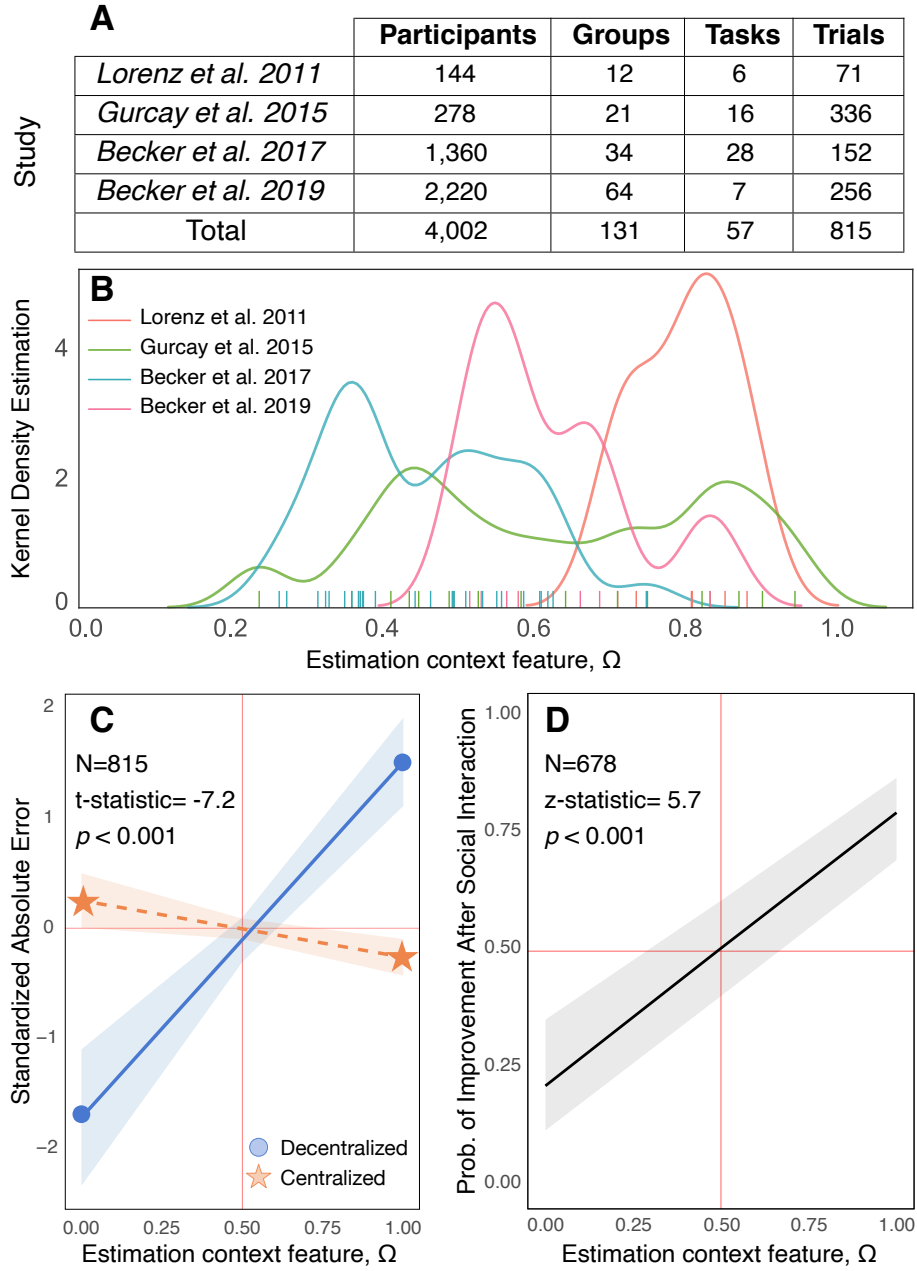 A
Participants Groups Tasks Trials
Study
Lorenz et al. 2011 144 12 6 71
Gurcay et al. 2015 278 21 16 336
Becker et al. 2017 1,360 34 28 152
Becker et al. 2019 2,220 64 7 256
Total 4,002 131 57 815
B
Kernel Density Estimation
Lorenz et al. 2011
Gurcay et al. 2015
Becker et al. 2017
Becker et al. 2019
4
2
0
0.0 0.2 0.4 0.6 0.8 1.0
Estimation context feature, Ω
C
Standardized Absolute Error
N=815
t-statistic= -7.2
p < 0.001
2
1
0
−1
−2
Decentralized
Centralized
0.00 0.25 0.50 0.75 1.00
Estimation context feature, Ω
D
Prob. of Improvement After Social Interaction
N=678
z-statistic= 5.7
p < 0.001
1.00
0.75
0.50
0.25
0.00
0.00 0.25 0.50 0.75 1.00
Estimation context feature, Ω